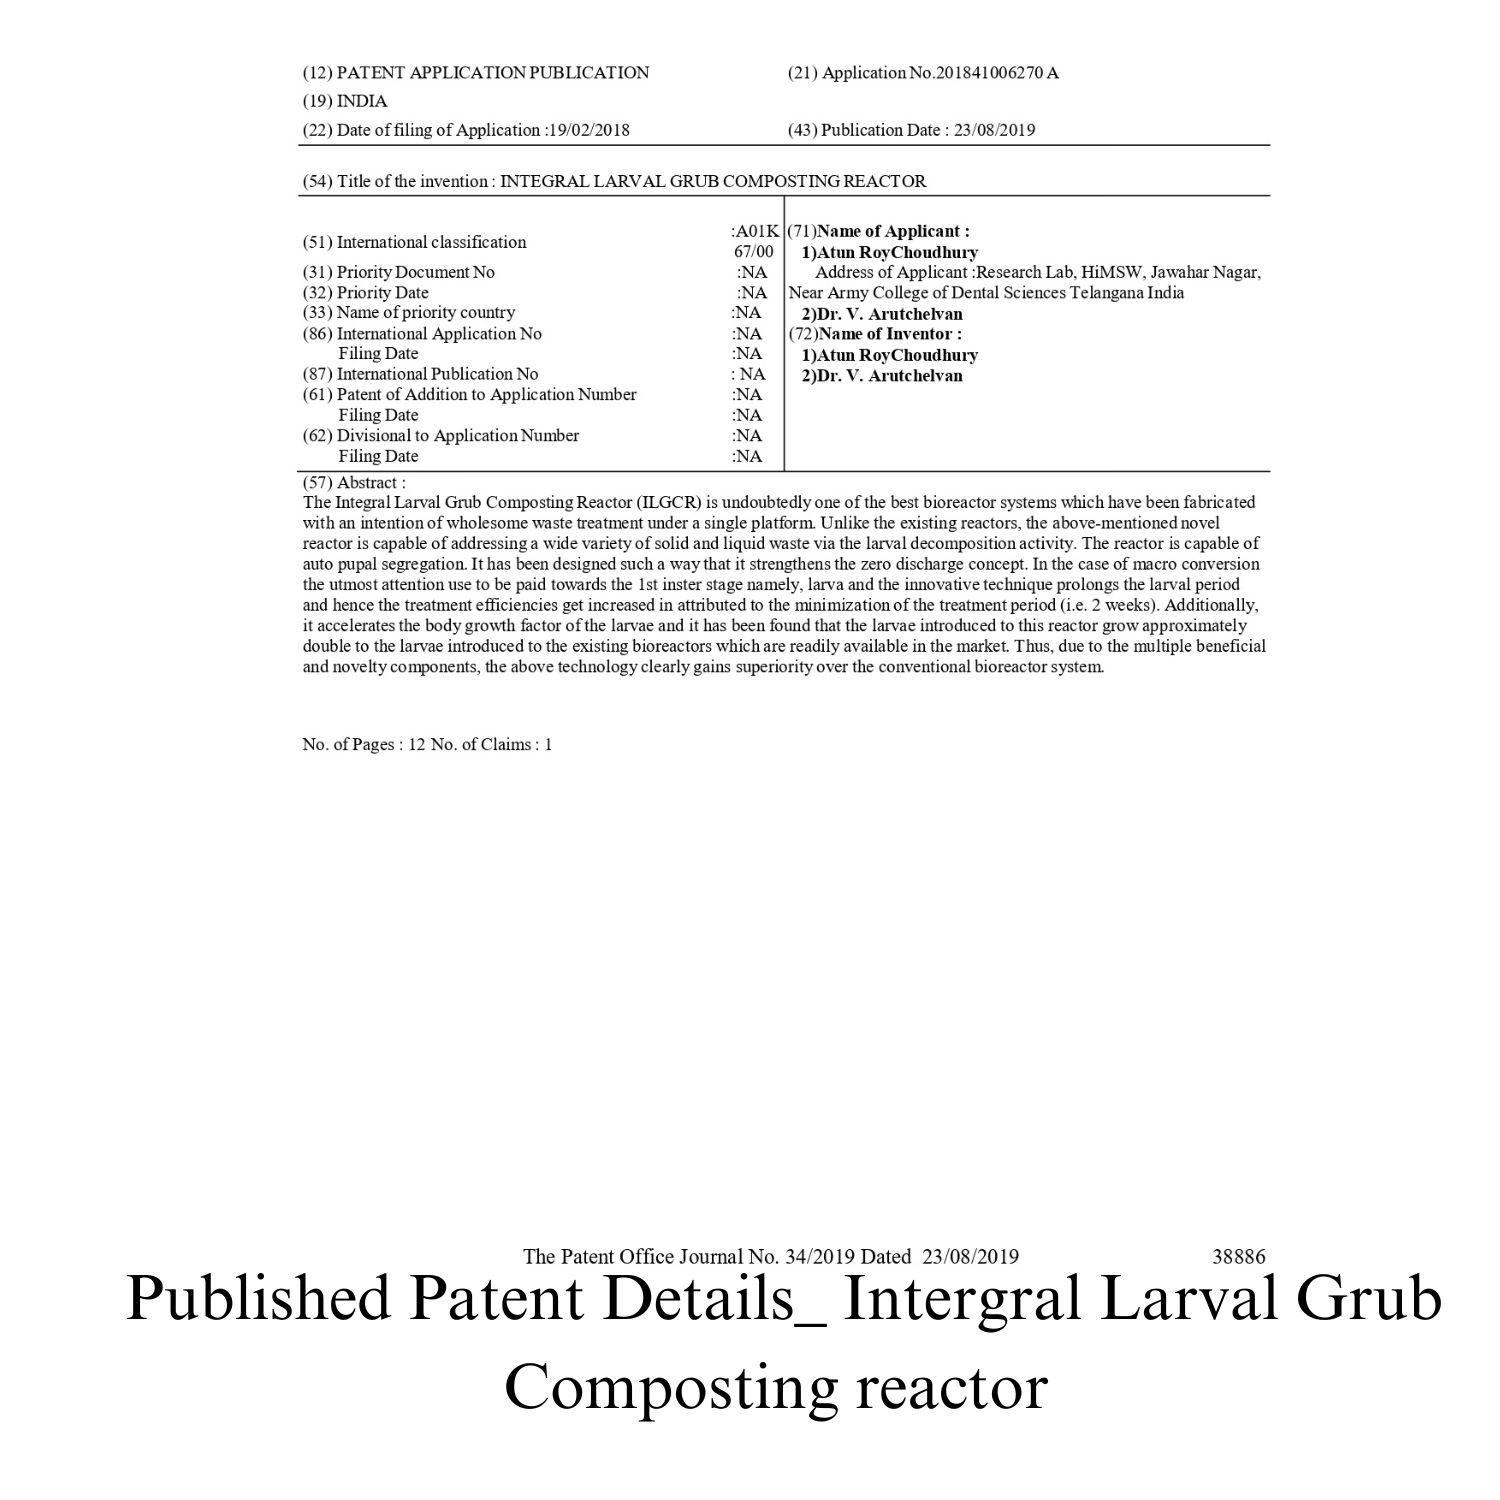 (12) PATENT APPLICATION PUBLICATION (21) Application No.201841006270 A
(19) INDIA
(22) Date of filing of Application :19/02/2018 (43) Publication Date : 23/08/2019
(54) Title of the invention : INTEGRAL LARVAL GRUB COMPOSTING REACTOR
(51) International classification :A01K 67/00
(31) Priority Document No :NA
(32) Priority Date :NA
(33) Name of priority country :NA
(86) International Application No :NA
Filing Date :NA
(87) International Publication No : NA
(61) Patent of Addition to Application Number :NA
Filing Date :NA
(62) Divisional to Application Number :NA
Filing Date :NA
(71)Name of Applicant :
1)Atun RoyChoudhury
Address of Applicant :Research Lab, HiMSW, Jawahar Nagar,
Near Army College of Dental Sciences Telangana India
2)Dr. V. Arutchelvan
(72)Name of Inventor :
1)Atun RoyChoudhury
2)Dr. V. Arutchelvan
(57) Abstract :
The Integral Larval Grub Composting Reactor (ILGCR) is undoubtedly one of the best bioreactor systems which have been fabricated
with an intention of wholesome waste treatment under a single platform. Unlike the existing reactors, the above-mentioned novel
reactor is capable of addressing a wide variety of solid and liquid waste via the larval decomposition activity. The reactor is capable of
auto pupal segregation. It has been designed such a way that it strengthens the zero discharge concept. In the case of macro conversion
the utmost attention use to be paid towards the 1st inster stage namely, larva and the innovative technique prolongs the larval period
and hence the treatment efficiencies get increased in attributed to the minimization of the treatment period (i.e. 2 weeks). Additionally,
it accelerates the body growth factor of the larvae and it has been found that the larvae introduced to this reactor grow approximately
double to the larvae introduced to the existing bioreactors which are readily available in the market. Thus, due to the multiple beneficial
and novelty components, the above technology clearly gains superiority over the conventional bioreactor system.
No. of Pages : 12 No. of Claims : 1
The Patent Office Journal No. 34/2019 Dated 23/08/2019 38886
Published Patent Details_ Intergral Larval Grub
Composting reactor